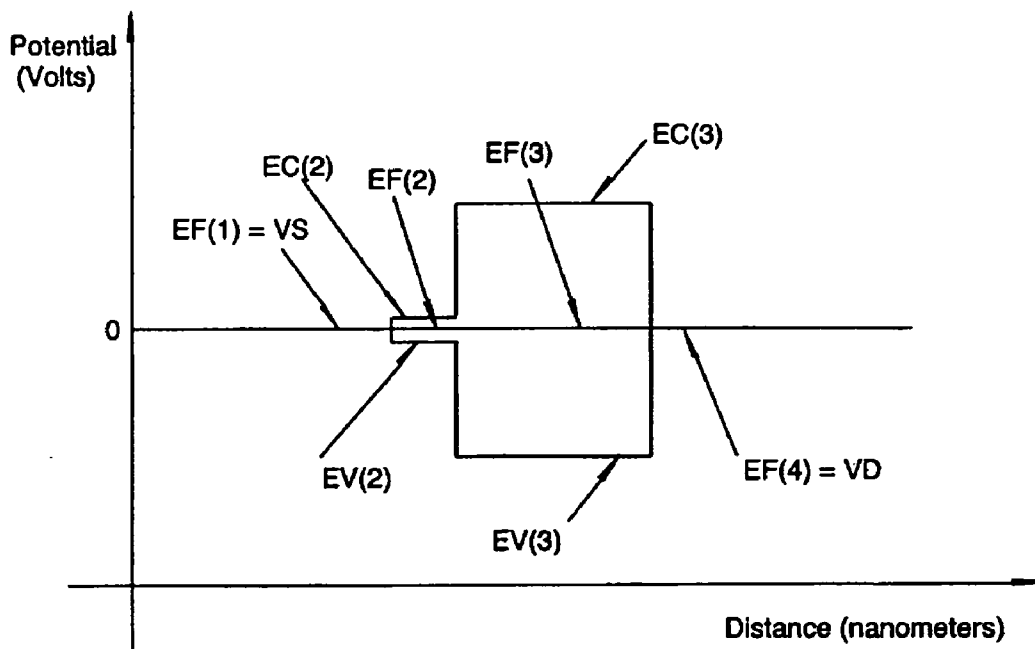 Potential
(Volts)
EC(3)
EF(3)
EC(2)
EF(2)
EF(1) = VS
0
EV(2)
EF(4) = VD
EV(3)
Distance (nanometers)